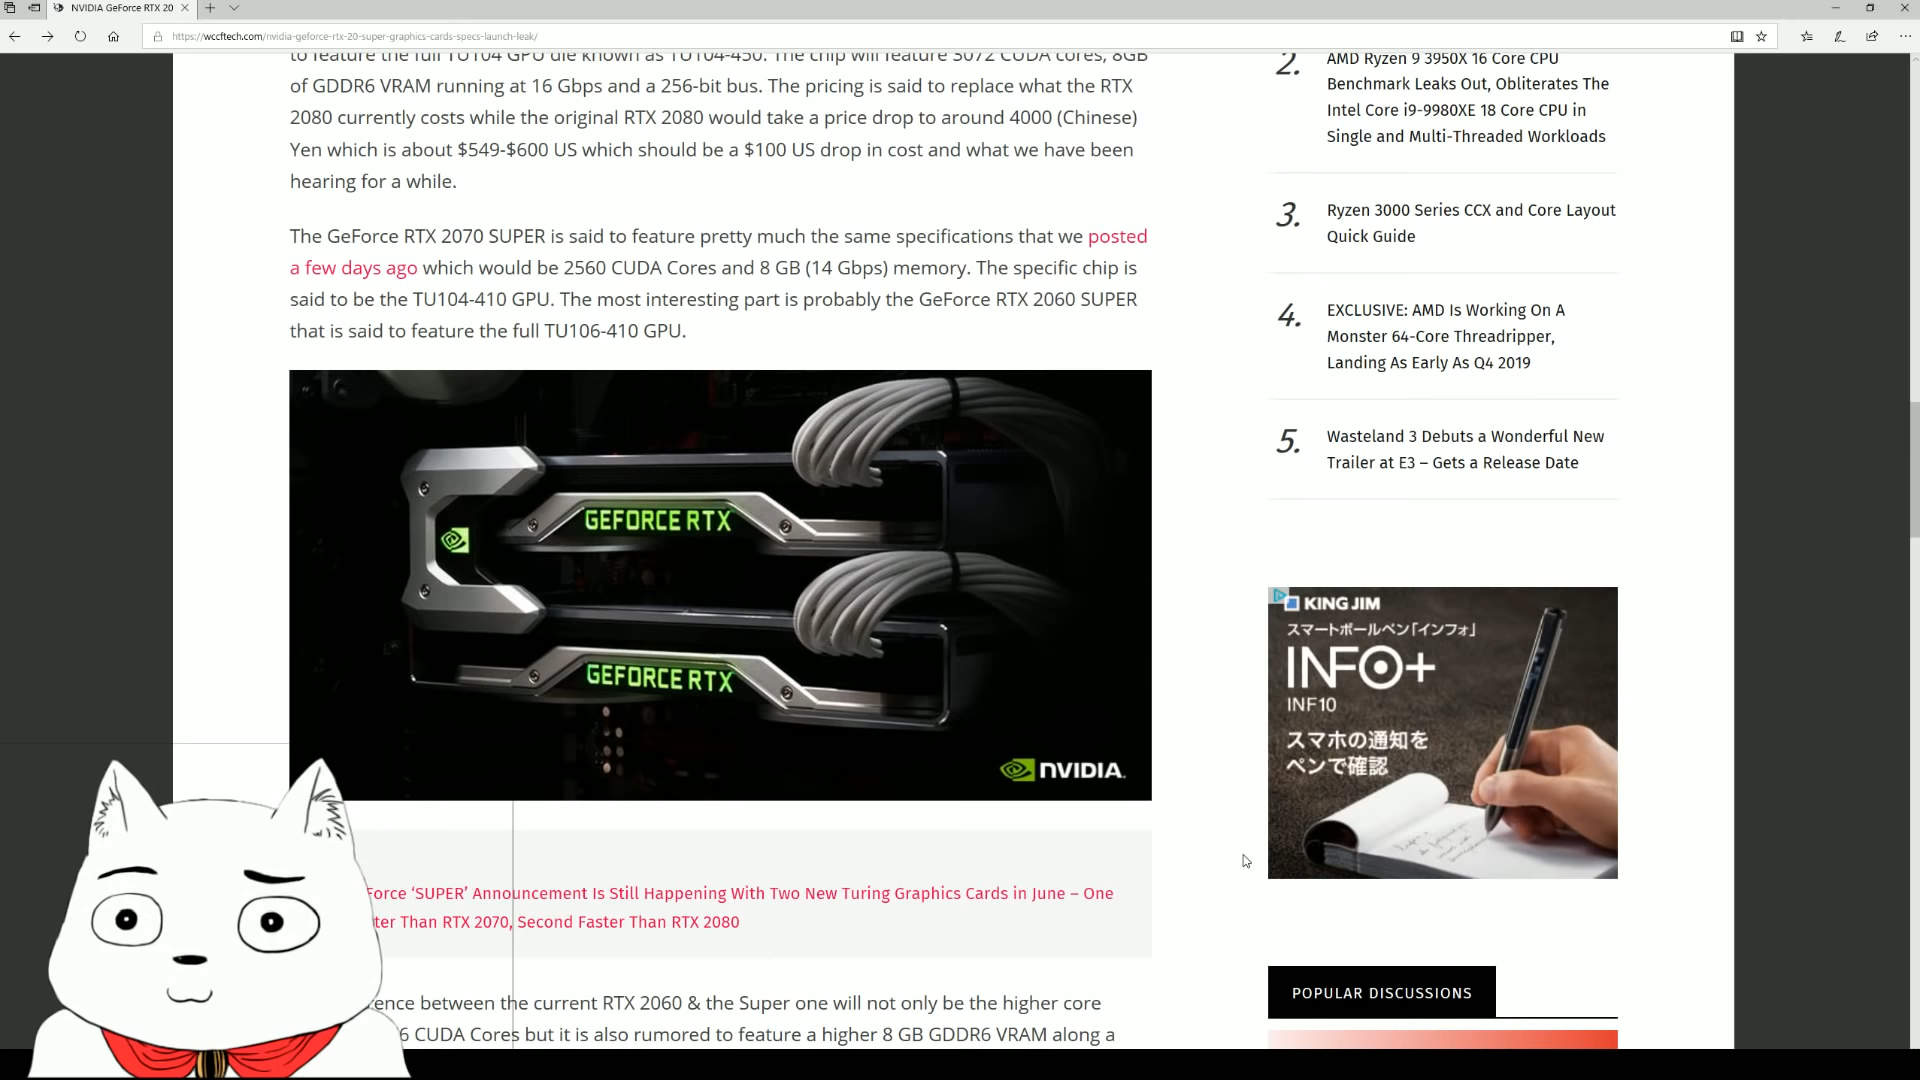 NVIDIA GeForce RTX 20
https://wccftech.com/nvidia-geforce-rtx-20-super-graphics-cards-specs-launch-leak/
to feature the full TU104 GPU die known as TU104-450. The chip will feature 3072 CUDA cores, 8GB
of GDDR6 VRAM running at 16 Gbps and a 256-bit bus. The pricing is said to replace what the RTX
2080 currently costs while the original RTX 2080 would take a price drop to around 4000 (Chinese)
Yen which is about $549-$600 US which should be a $100 US drop in cost and what we have been
hearing for a while.
The GeForce RTX 2070 SUPER is said to feature pretty much the same specifications that we posted
a few days ago which would be 2560 CUDA Cores and 8 GB (14 Gbps) memory. The specific chip is
said to be the TU104-410 GPU. The most interesting part is probably the GeForce RTX 2060 SUPER
that is said to feature the full TU106-410 GPU.
GEFORCE RTX
GEFORCE RTX
NVIDIA.
Force ‘SUPER’ Announcement Is Still Happening With Two New Turing Graphics Cards in June – One
ter Than RTX 2070, Second Faster Than RTX 2080
ence between the current RTX 2060 & the Super one will not only be the higher core
6 CUDA Cores but it is also rumored to feature a higher 8 GB GDDR6 VRAM along a
2.
AMD Ryzen 9 3950X 16 Core CPU
Benchmark Leaks Out, Obliterates The
Intel Core i9-9980XE 18 Core CPU in
Single and Multi-Threaded Workloads
3.
Ryzen 3000 Series CCX and Core Layout
Quick Guide
4.
EXCLUSIVE: AMD Is Working On A
Monster 64-Core Threadripper,
Landing As Early As Q4 2019
5.
Wasteland 3 Debuts a Wonderful New
Trailer at E3 – Gets a Release Date
KING JIM
スマートボールペン「インフォ」
INFO+
INF10
スマホの通知を
ペンで確認
POPULAR DISCUSSIONS